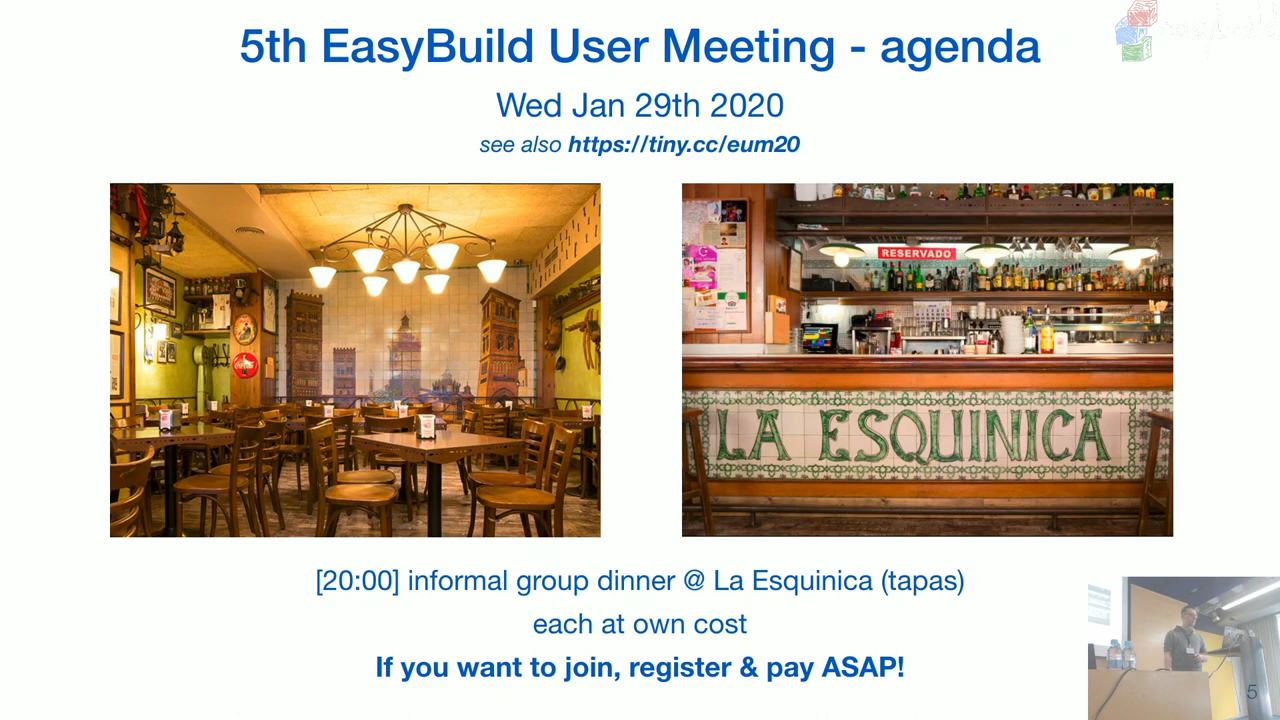 5th EasyBuild User Meeting - agenda
Wed Jan 29th 2020
see also https://tiny.cc/eum20
RESERVADO
LA ESQUINICA
[20:00] informal group dinner @ La Esquinica (tapas)
each at own cost
If you want to join, register & pay ASAP!
5